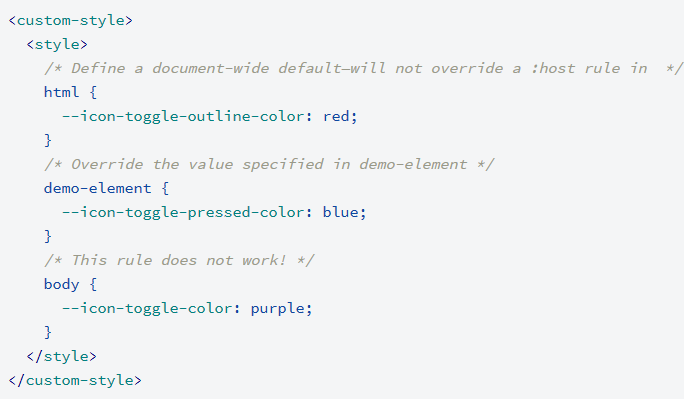 <custom-style>
<style>
/* Define a document-wide default—will not override a :host rule in  */
html {
--icon-toggle-outline-color: red;
}
/* Override the value specified in demo-element */
demo-element {
--icon-toggle-pressed-color: blue;
}
/* This rule does not work! */
body {
--icon-toggle-color: purple;
}
</style>
</custom-style>